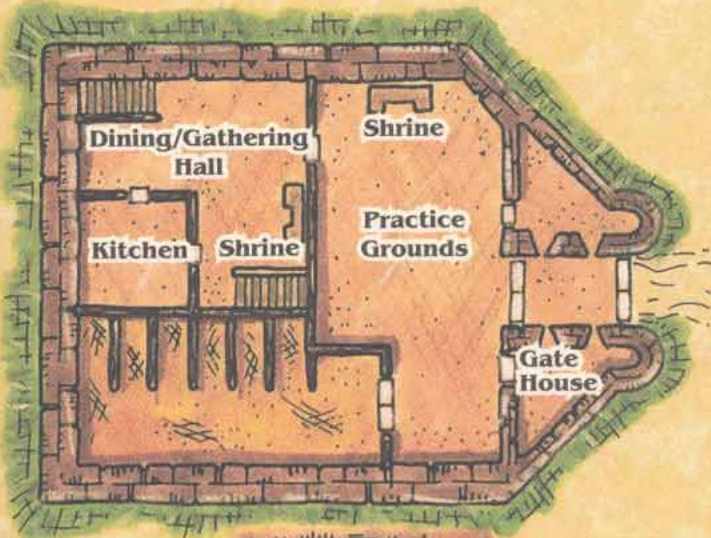 Dining/Gathering
Hall
Shrine
Kitchen
Shrine
Practice
Grounds
Gate
House